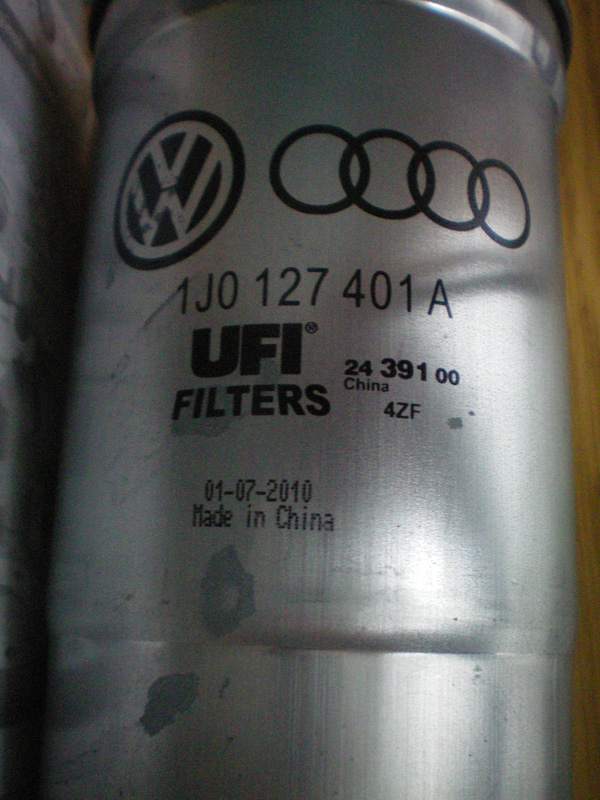 1J0 127 401 A
UFI®
FILTERS
24 391 00
China
4ZF
01-07-2010
Made in China